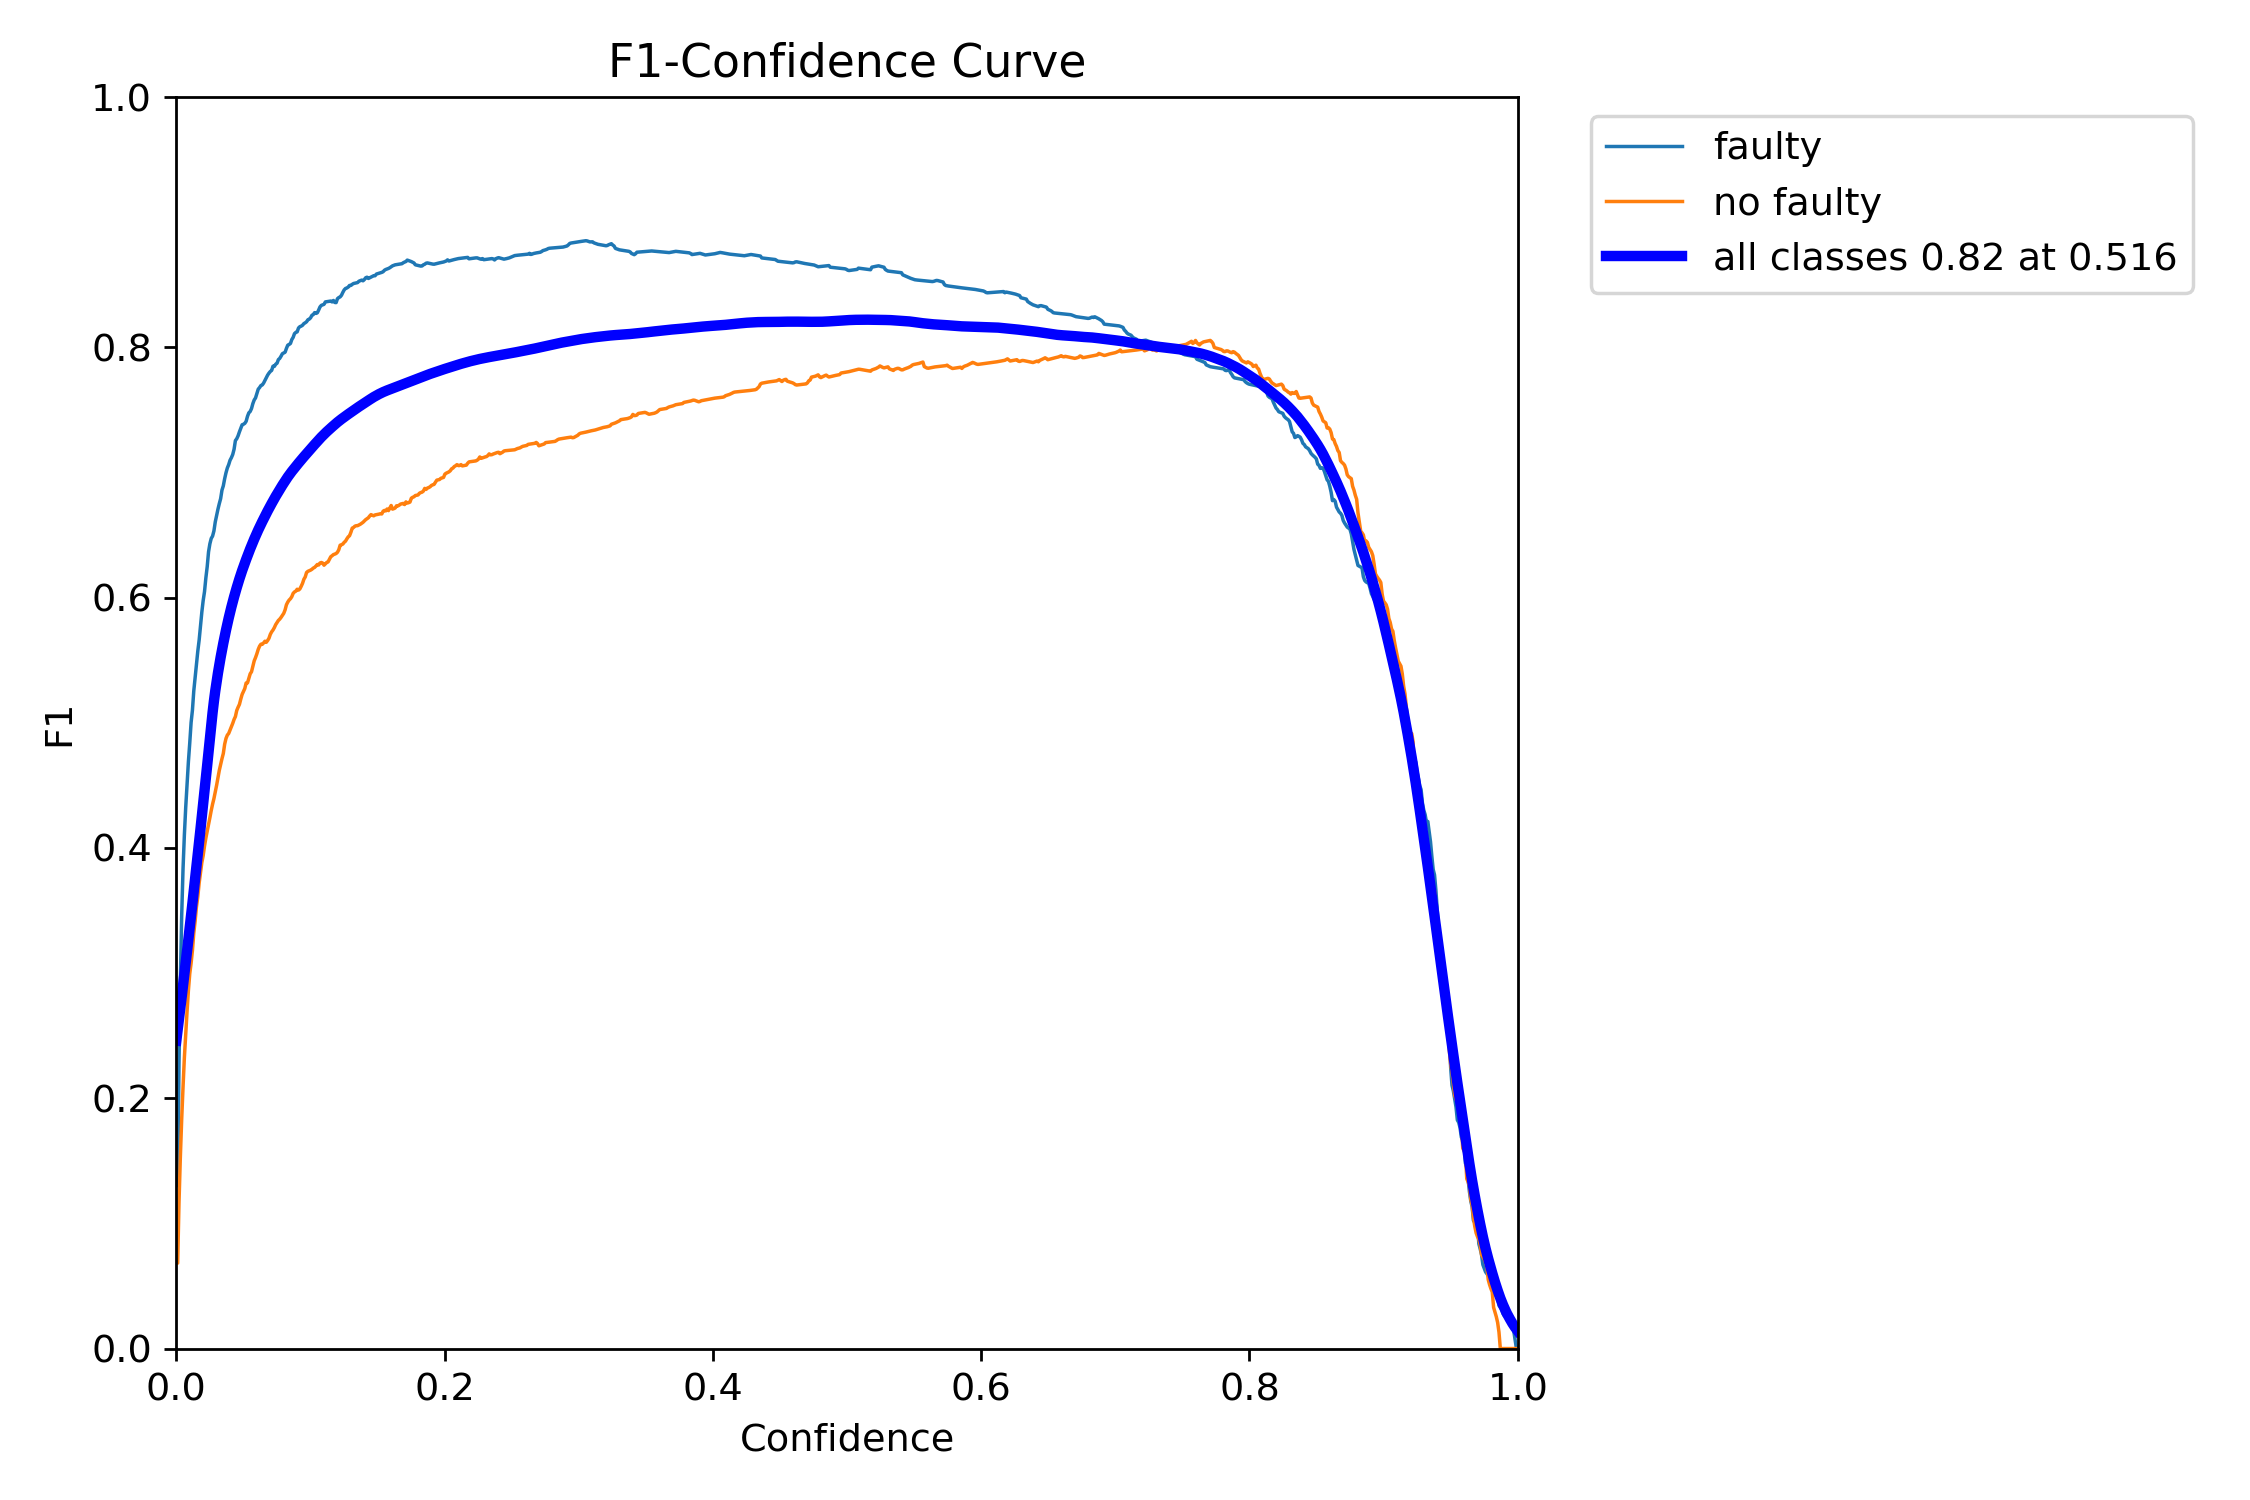 F1-Confidence Curve
1.0
0.8
0.6
0.4
0.2
0.0
F1
0.0 0.2 0.4 0.6 0.8 1.0
Confidence
faulty
no faulty
all classes 0.82 at 0.516